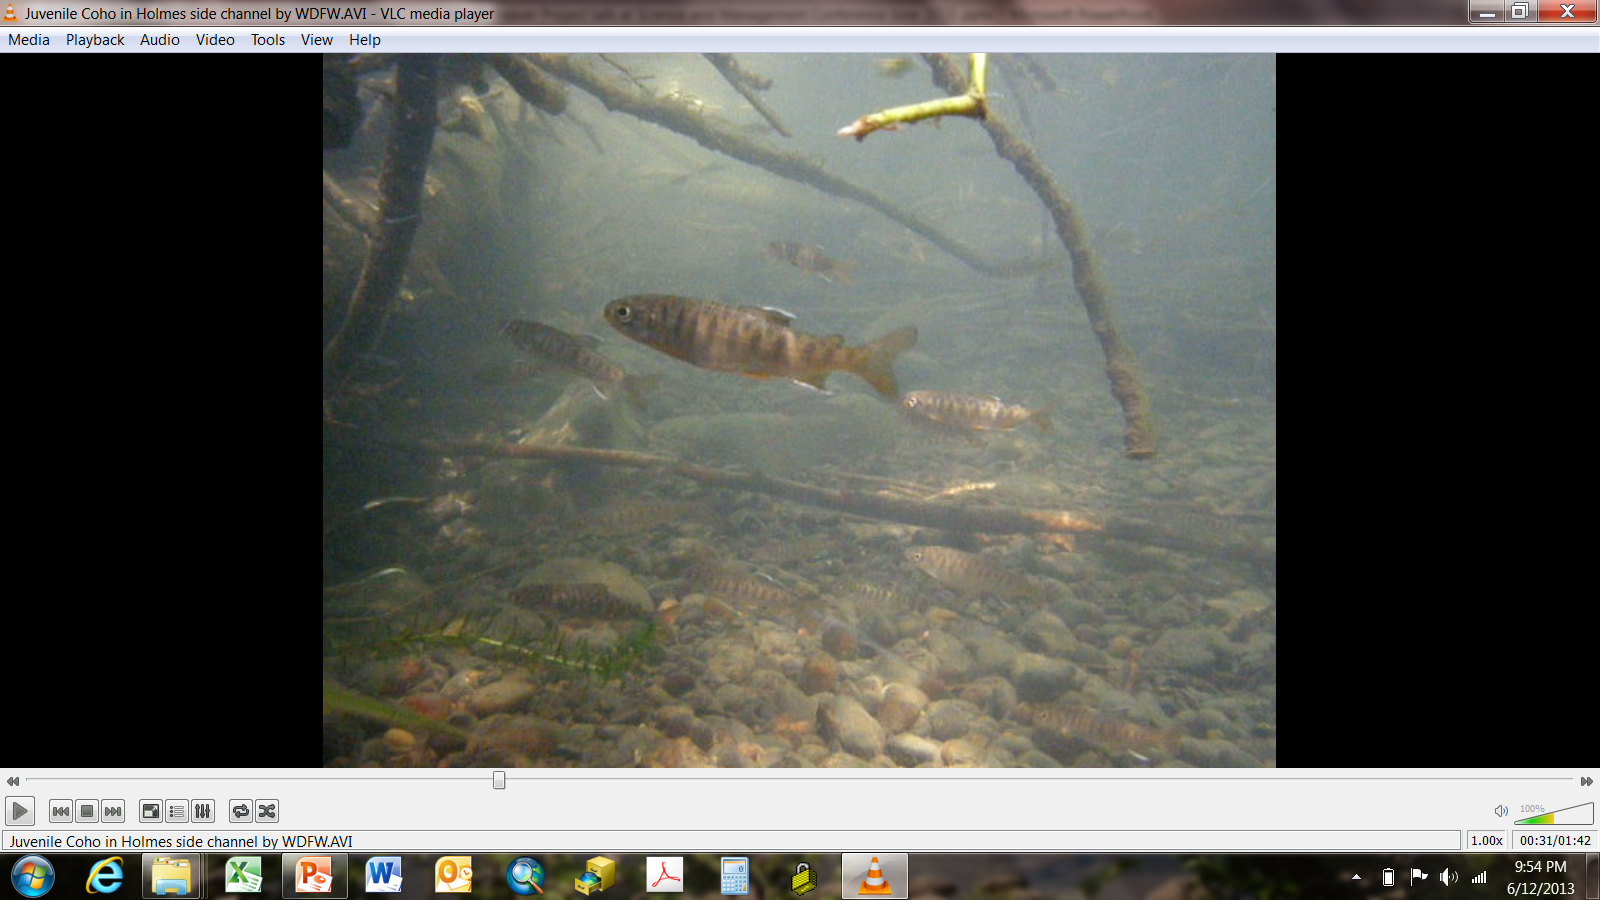 Juvenile Coho in Holmes side channel by WDFW.AVI - VLC media player
Media Playback Audio Video Tools View Help
100%
Juvenile Coho in Holmes side channel by WDFW.AVI 1.00x 00:31/01:42
9:54 PM
6/12/2013